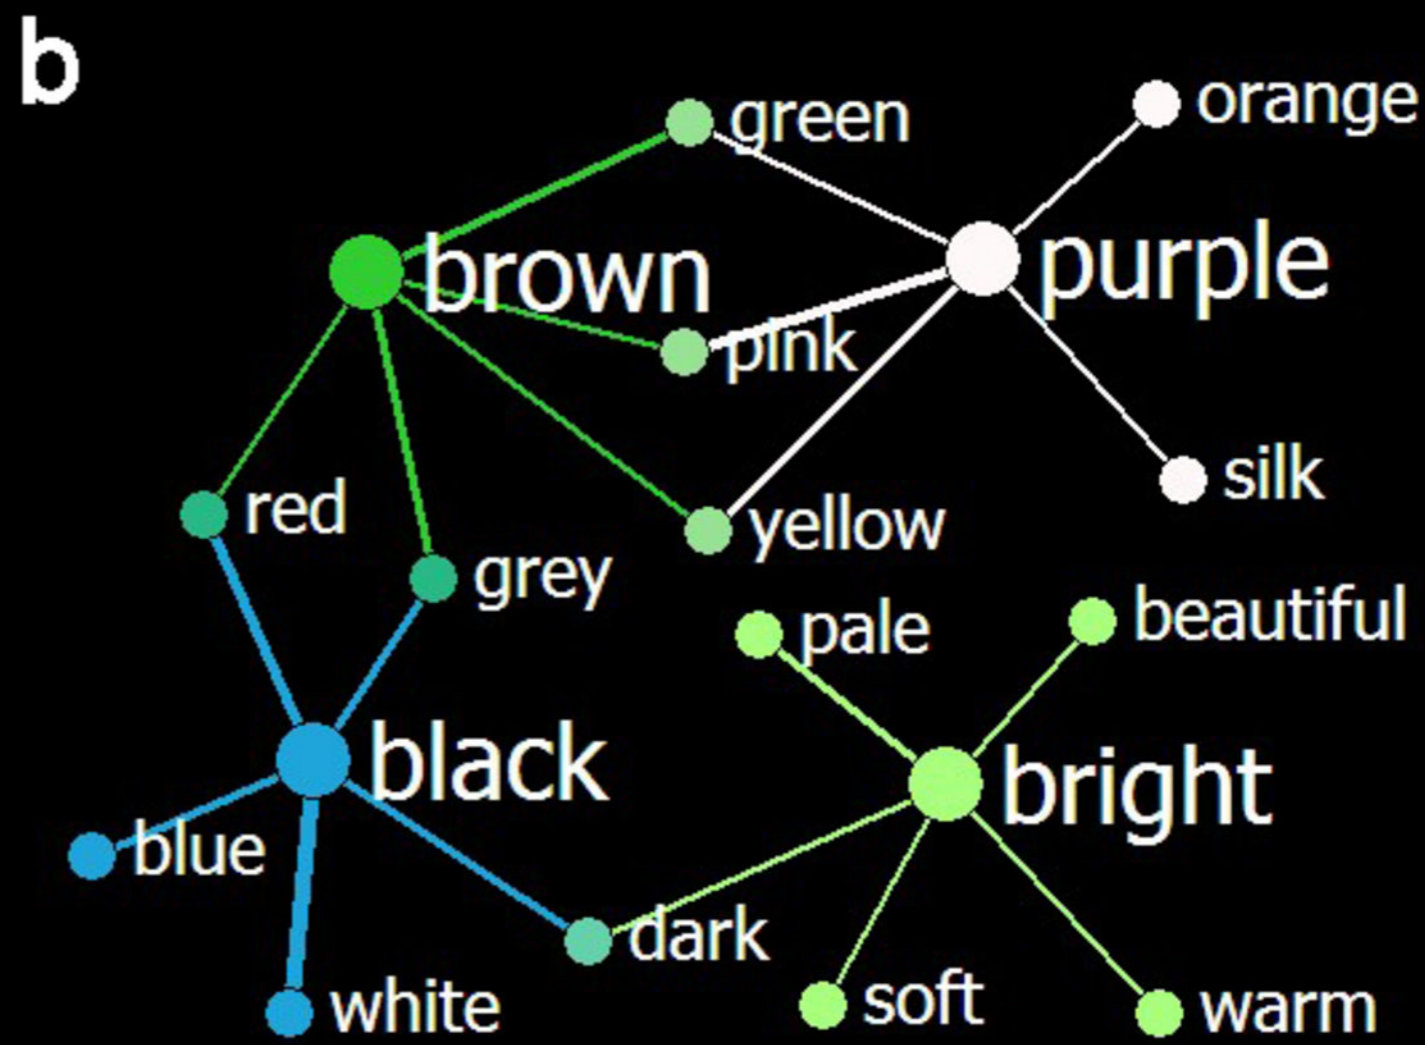 b
green
orange
brown
purple
pink
red
silk
yellow
grey
pale
beautiful
black
bright
blue
dark
white
soft
warm